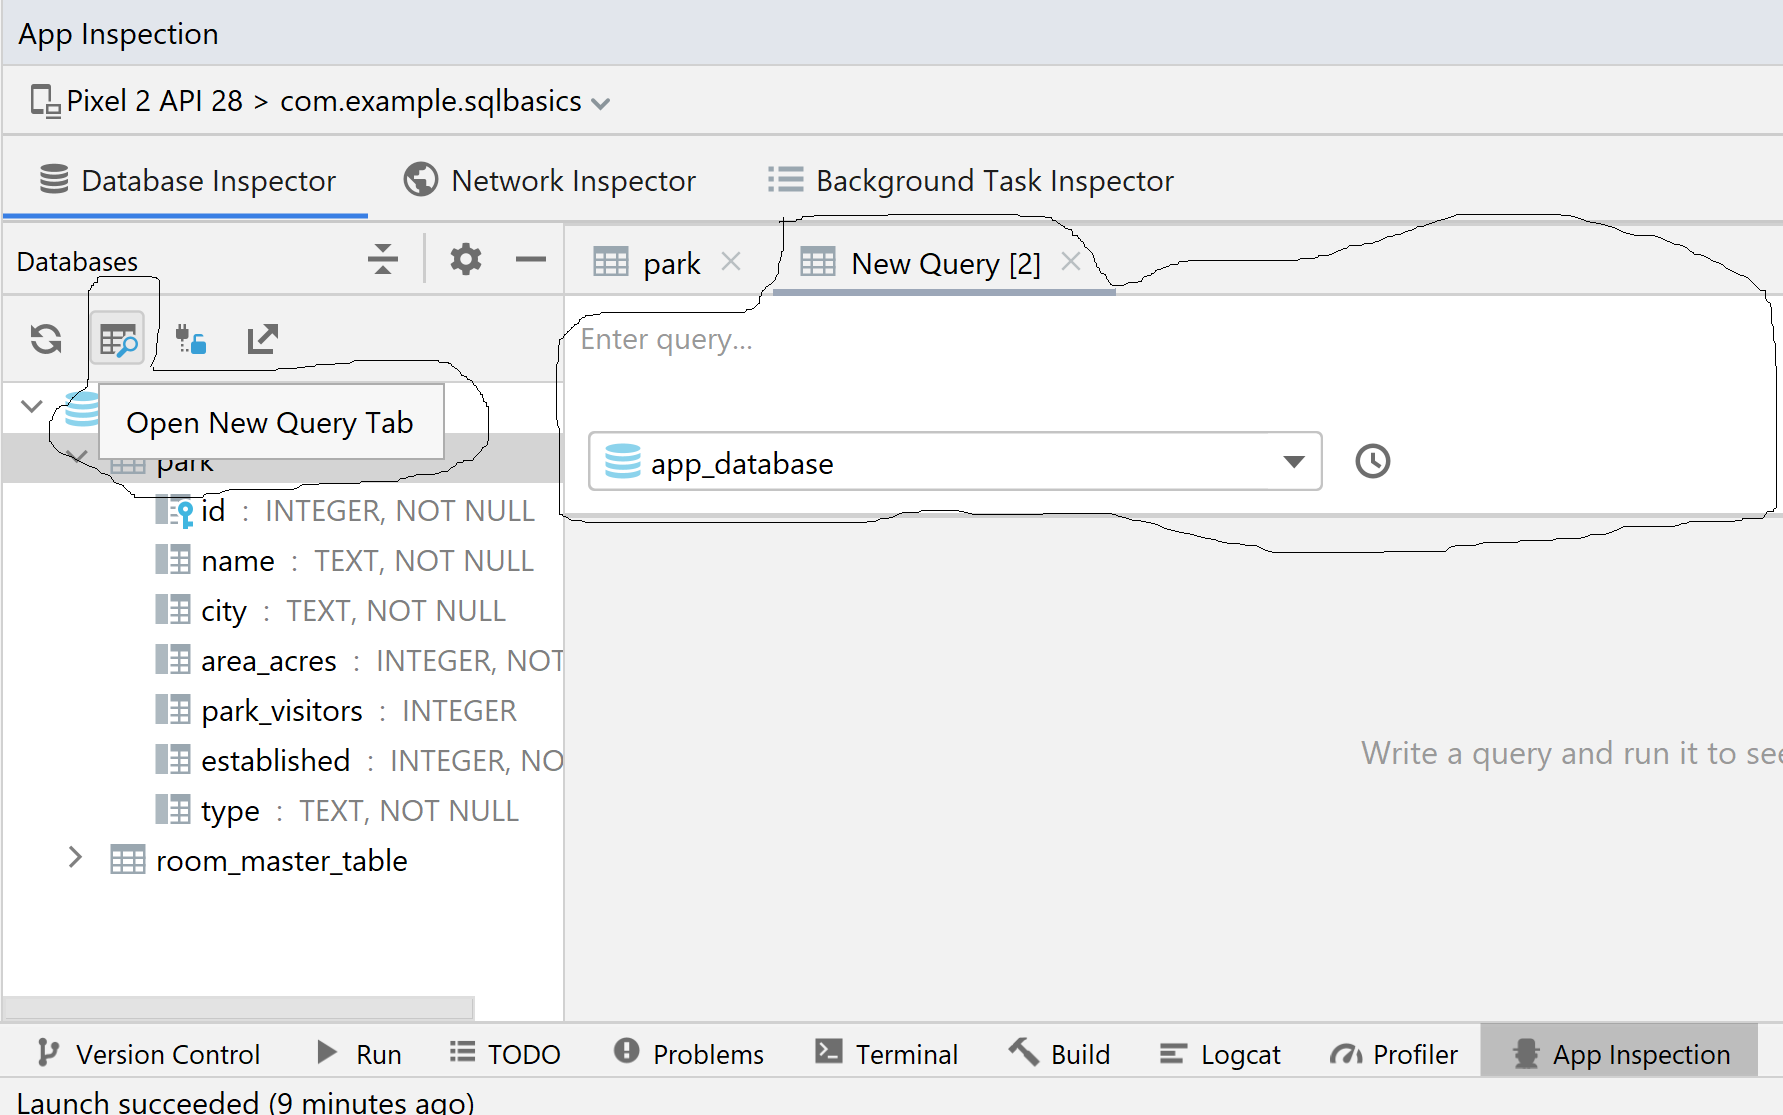 App Inspection
Pixel 2 API 28 > com.example.sqlbasics
Database Inspector Network Inspector Background Task Inspector
Databases
park New Query [2]
Enter query...
Open New Query Tab
park
app_database
id : INTEGER, NOT NULL
name : TEXT, NOT NULL
city : TEXT, NOT NULL
area_acres : INTEGER, NOT
park_visitors : INTEGER
established : INTEGER, NO
type : TEXT, NOT NULL
room_master_table
Write a query and run it to see
Version Control Run TODO Problems Terminal Build Logcat Profiler App Inspection
Launch succeeded (9 minutes ago)